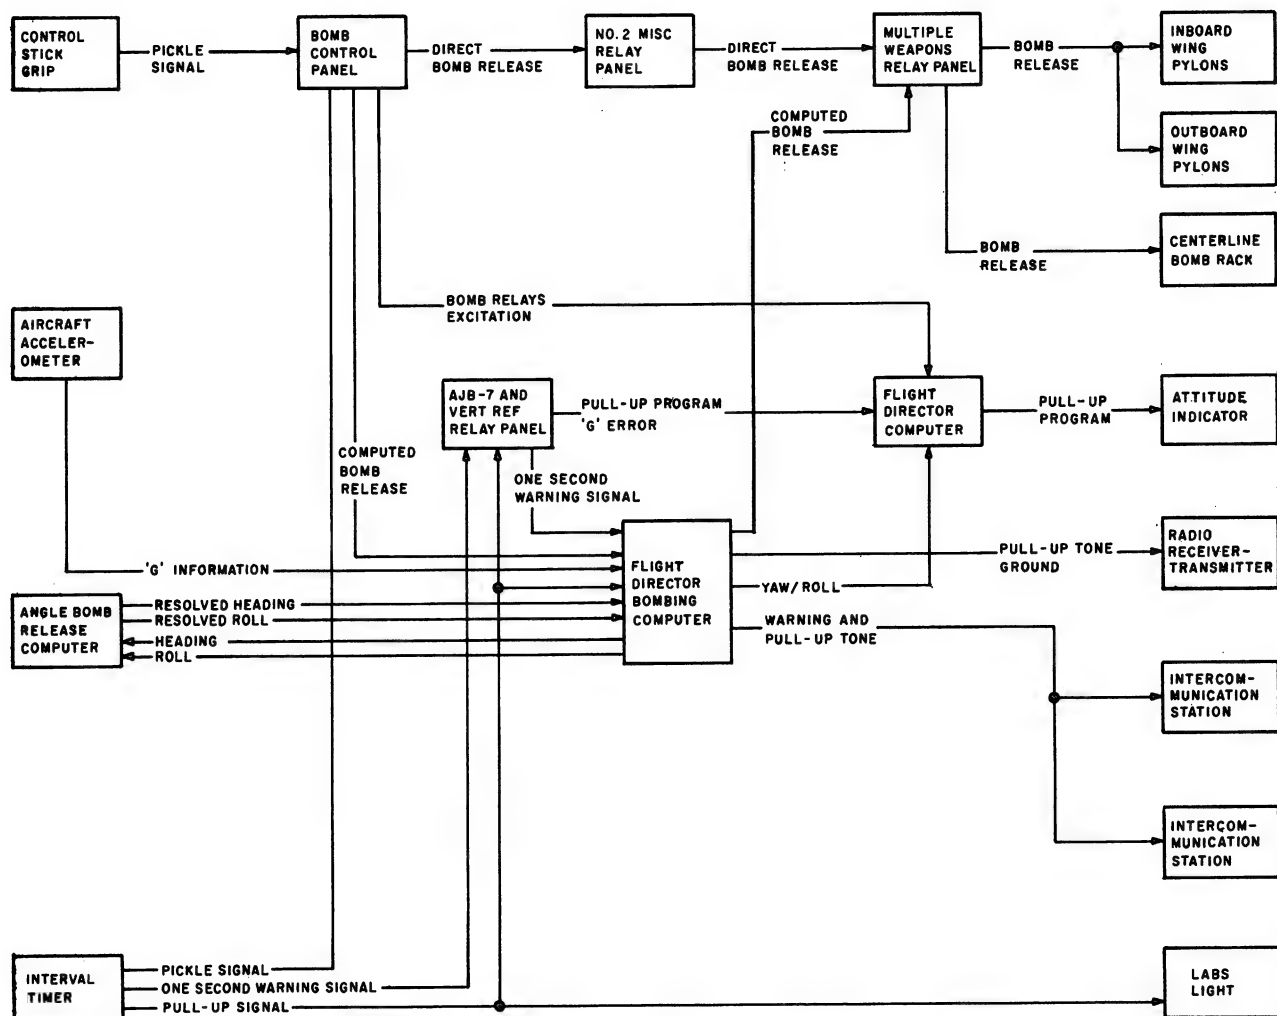 CONTROL
STICK
GRIP
PICKLE
SIGNAL
BOMB
CONTROL
PANEL
DIRECT
BOMB RELEASE
NO. 2 MISC
RELAY
PANEL
DIRECT
BOMB RELEASE
MULTIPLE
WEAPONS
RELAY PANEL
BOMB
RELEASE
INBOARD
WING
PYLONS
COMPUTED
BOMB
RELEASE
OUTBOARD
WING
PYLONS
BOMB
RELEASE
CENTERLINE
BOMB RACK
BOMB RELAYS
EXCITATION
AIRCRAFT
ACCELER-
OMETER
AJB-7 AND
VERT REF
RELAY PANEL
PULL-UP PROGRAM
'G' ERROR
FLIGHT
DIRECTOR
COMPUTER
PULL-UP
PROGRAM
ATTITUDE
INDICATOR
COMPUTED
BOMB
RELEASE
ONE SECOND
WARNING SIGNAL
'G' INFORMATION
FLIGHT
DIRECTOR
BOMBING
COMPUTER
PULL-UP TONE
GROUND
RADIO
RECEIVER-
TRANSMITTER
YAW/ROLL
ANGLE BOMB
RELEASE
COMPUTER
RESOLVED HEADING
RESOLVED ROLL
HEADING
ROLL
WARNING AND
PULL-UP TONE
INTERCOM-
MUNICATION
STATION
INTERCOM-
MUNICATION
STATION
INTERVAL
TIMER
PICKLE SIGNAL
ONE SECOND WARNING SIGNAL
PULL-UP SIGNAL
LABS
LIGHT